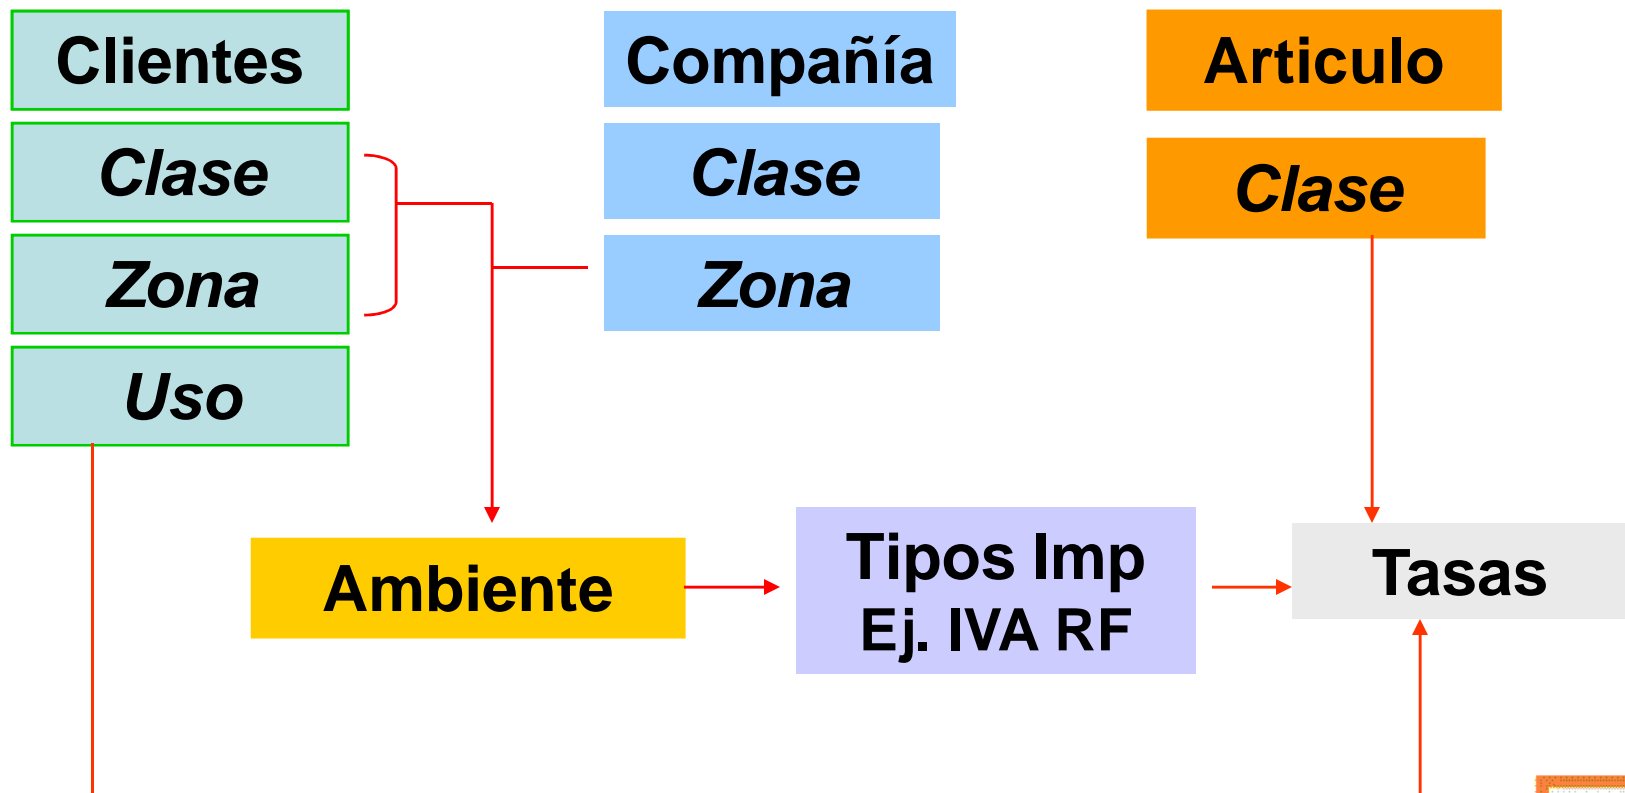 Clientes
Clase
Zona
Uso
Compañía
Clase
Zona
Articulo
Clase
Ambiente
Tipos Imp
Ej. IVA RF
Tasas